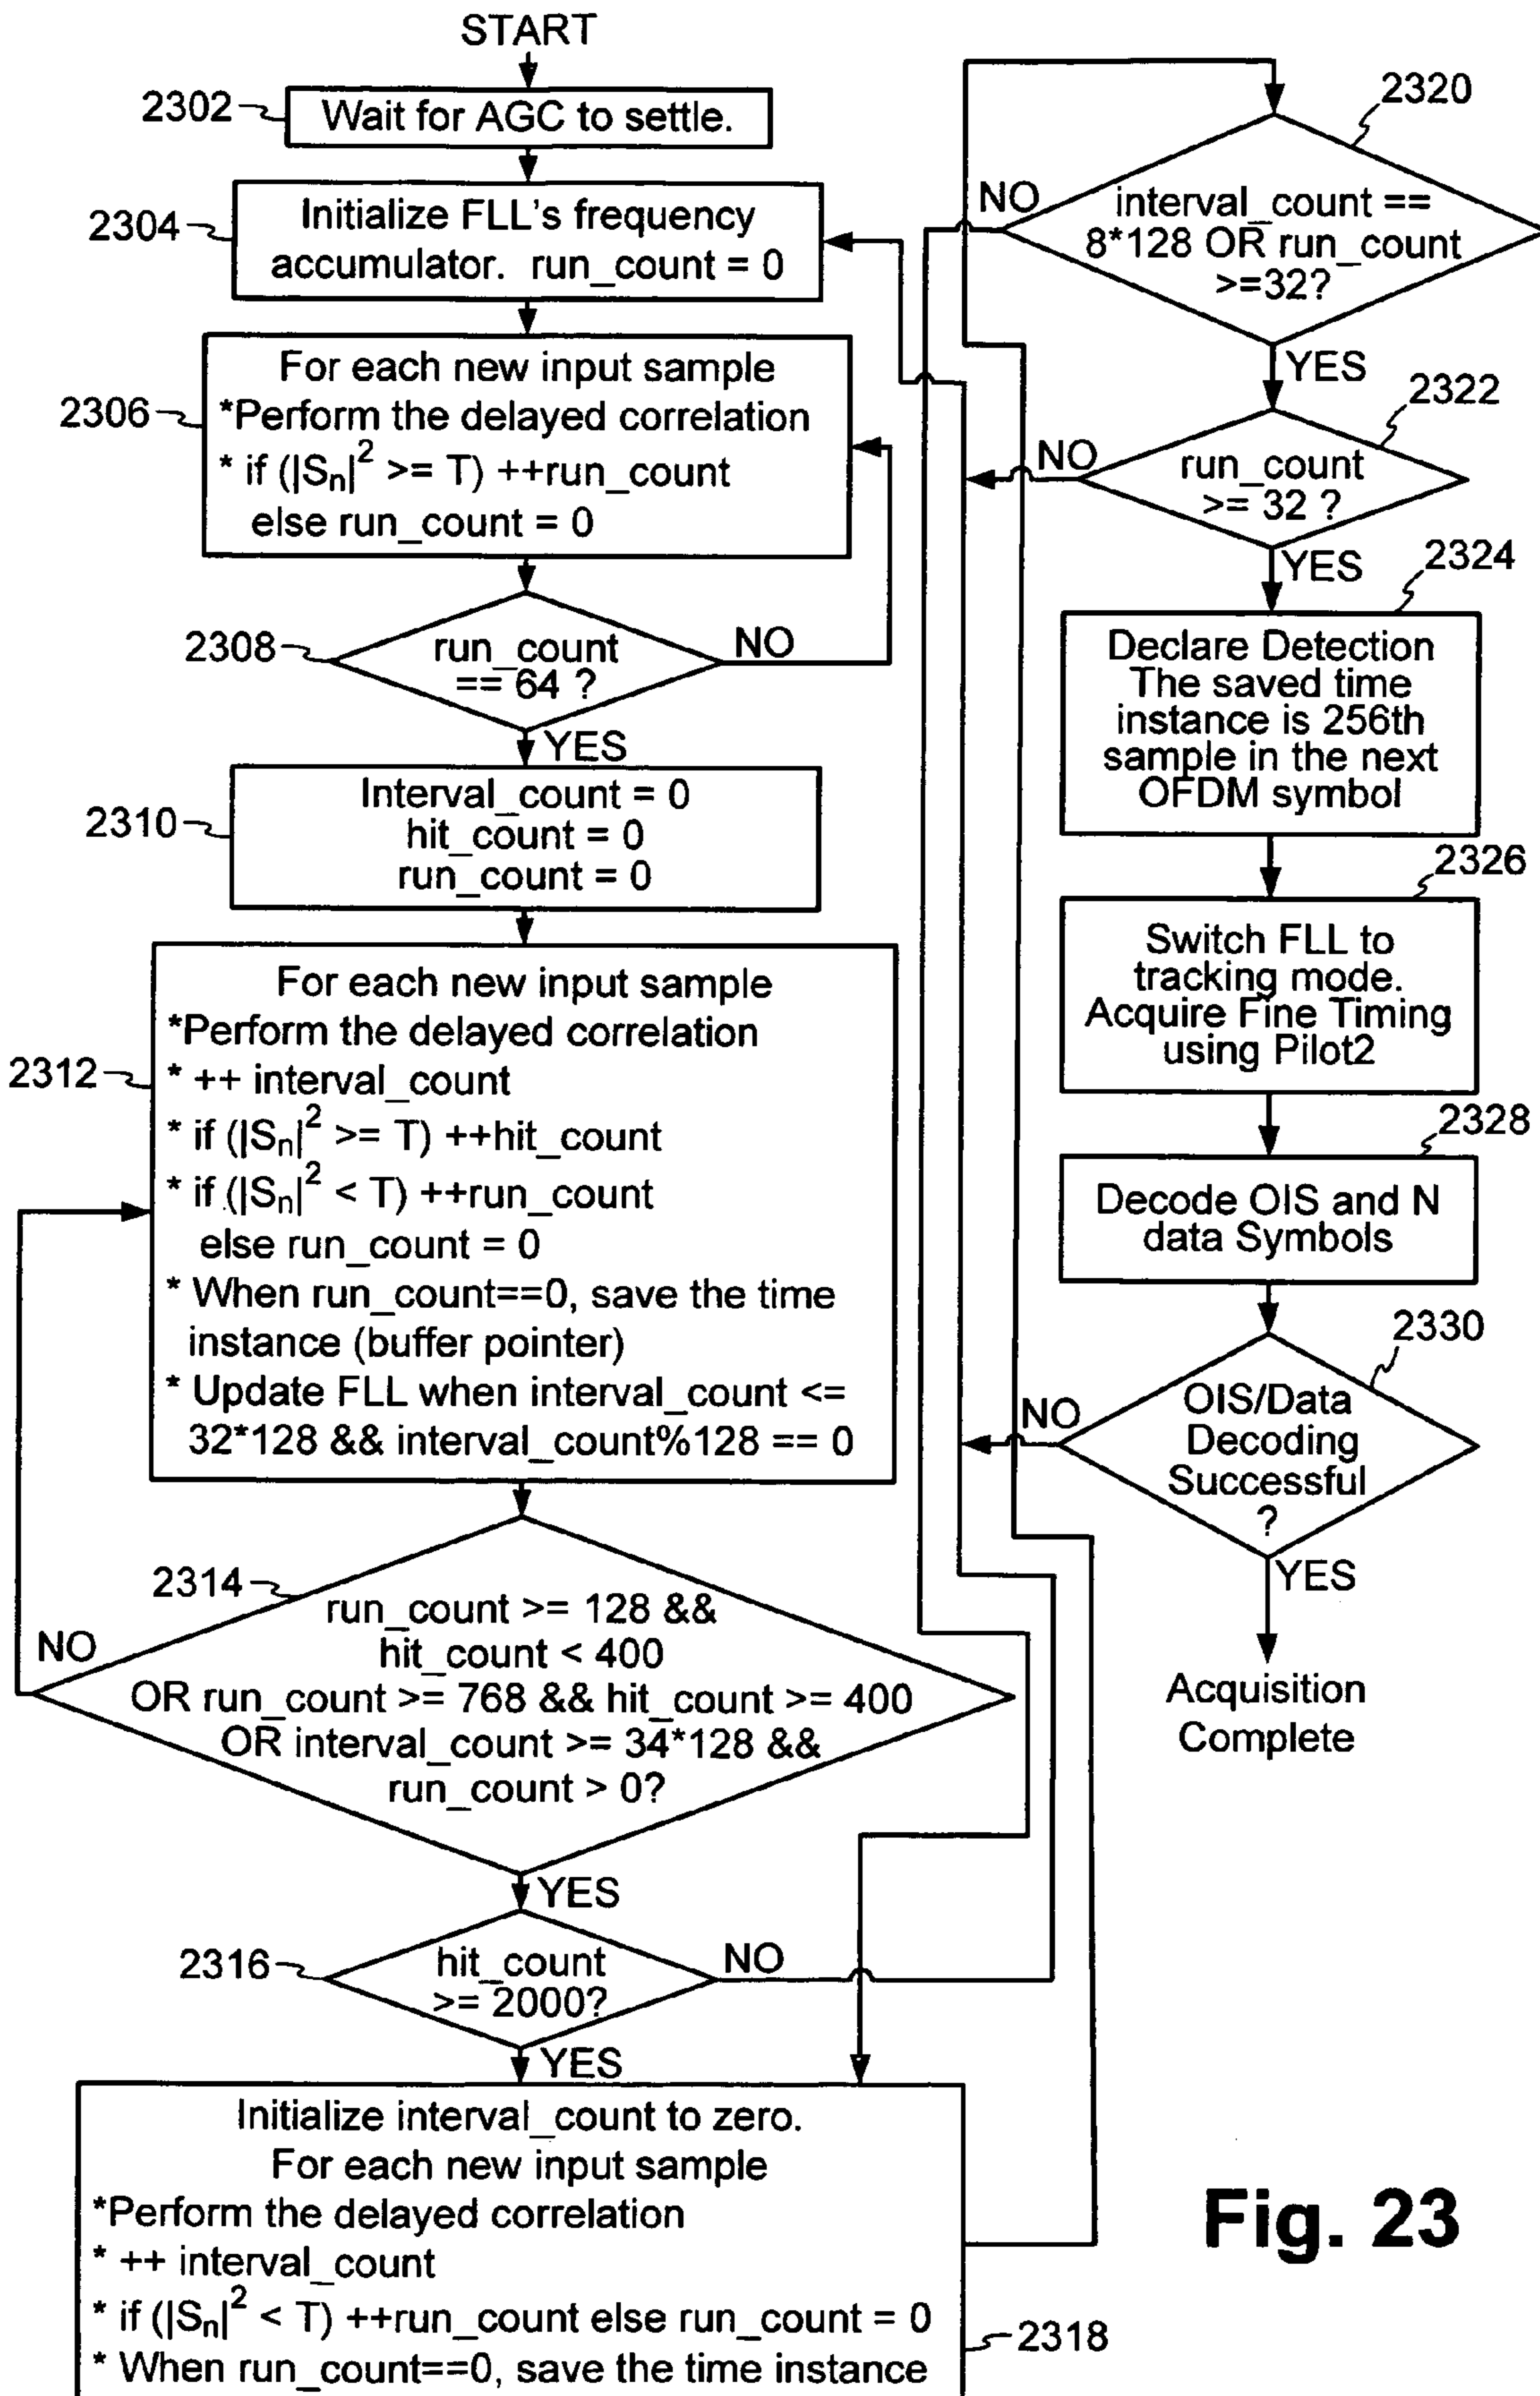 START
2302
Wait for AGC to settle.
2304
Initialize FLL's frequency
accumulator. run_count = 0
2306
For each new input sample
*Perform the delayed correlation
* if (|Sn|² >= T) ++run_count
else run_count = 0
2308
run_count
== 64 ?
NO
YES
2310
Interval_count = 0
hit_count = 0
run_count = 0
2312
For each new input sample
*Perform the delayed correlation
* ++ interval_count
* if (|Sn|² >= T) ++hit_count
* if (|Sn|² < T) ++run_count
else run_count = 0
* When run_count==0, save the time
instance (buffer pointer)
* Update FLL when interval_count <=
32*128 && interval_count%128 == 0
2314
NO
run_count >= 128 &&
hit_count < 400
OR run_count >= 768 && hit_count >= 400
OR interval_count >= 34*128 &&
run_count > 0?
YES
2316
hit_count
>= 2000?
NO
YES
Initialize interval_count to zero.
For each new input sample
*Perform the delayed correlation
* ++ interval_count
* if (|Sn|² < T) ++run_count else run_count = 0
* When run_count==0, save the time instance
2318
2320
NO
interval_count ==
8*128 OR run_count
>=32?
YES
2322
NO
run_count
>= 32 ?
YES
2324
Declare Detection
The saved time
instance is 256th
sample in the next
OFDM symbol
2326
Switch FLL to
tracking mode.
Acquire Fine Timing
using Pilot2
2328
Decode OIS and N
data Symbols
2330
NO
OIS/Data
Decoding
Successful
?
YES
Acquisition
Complete
Fig. 23